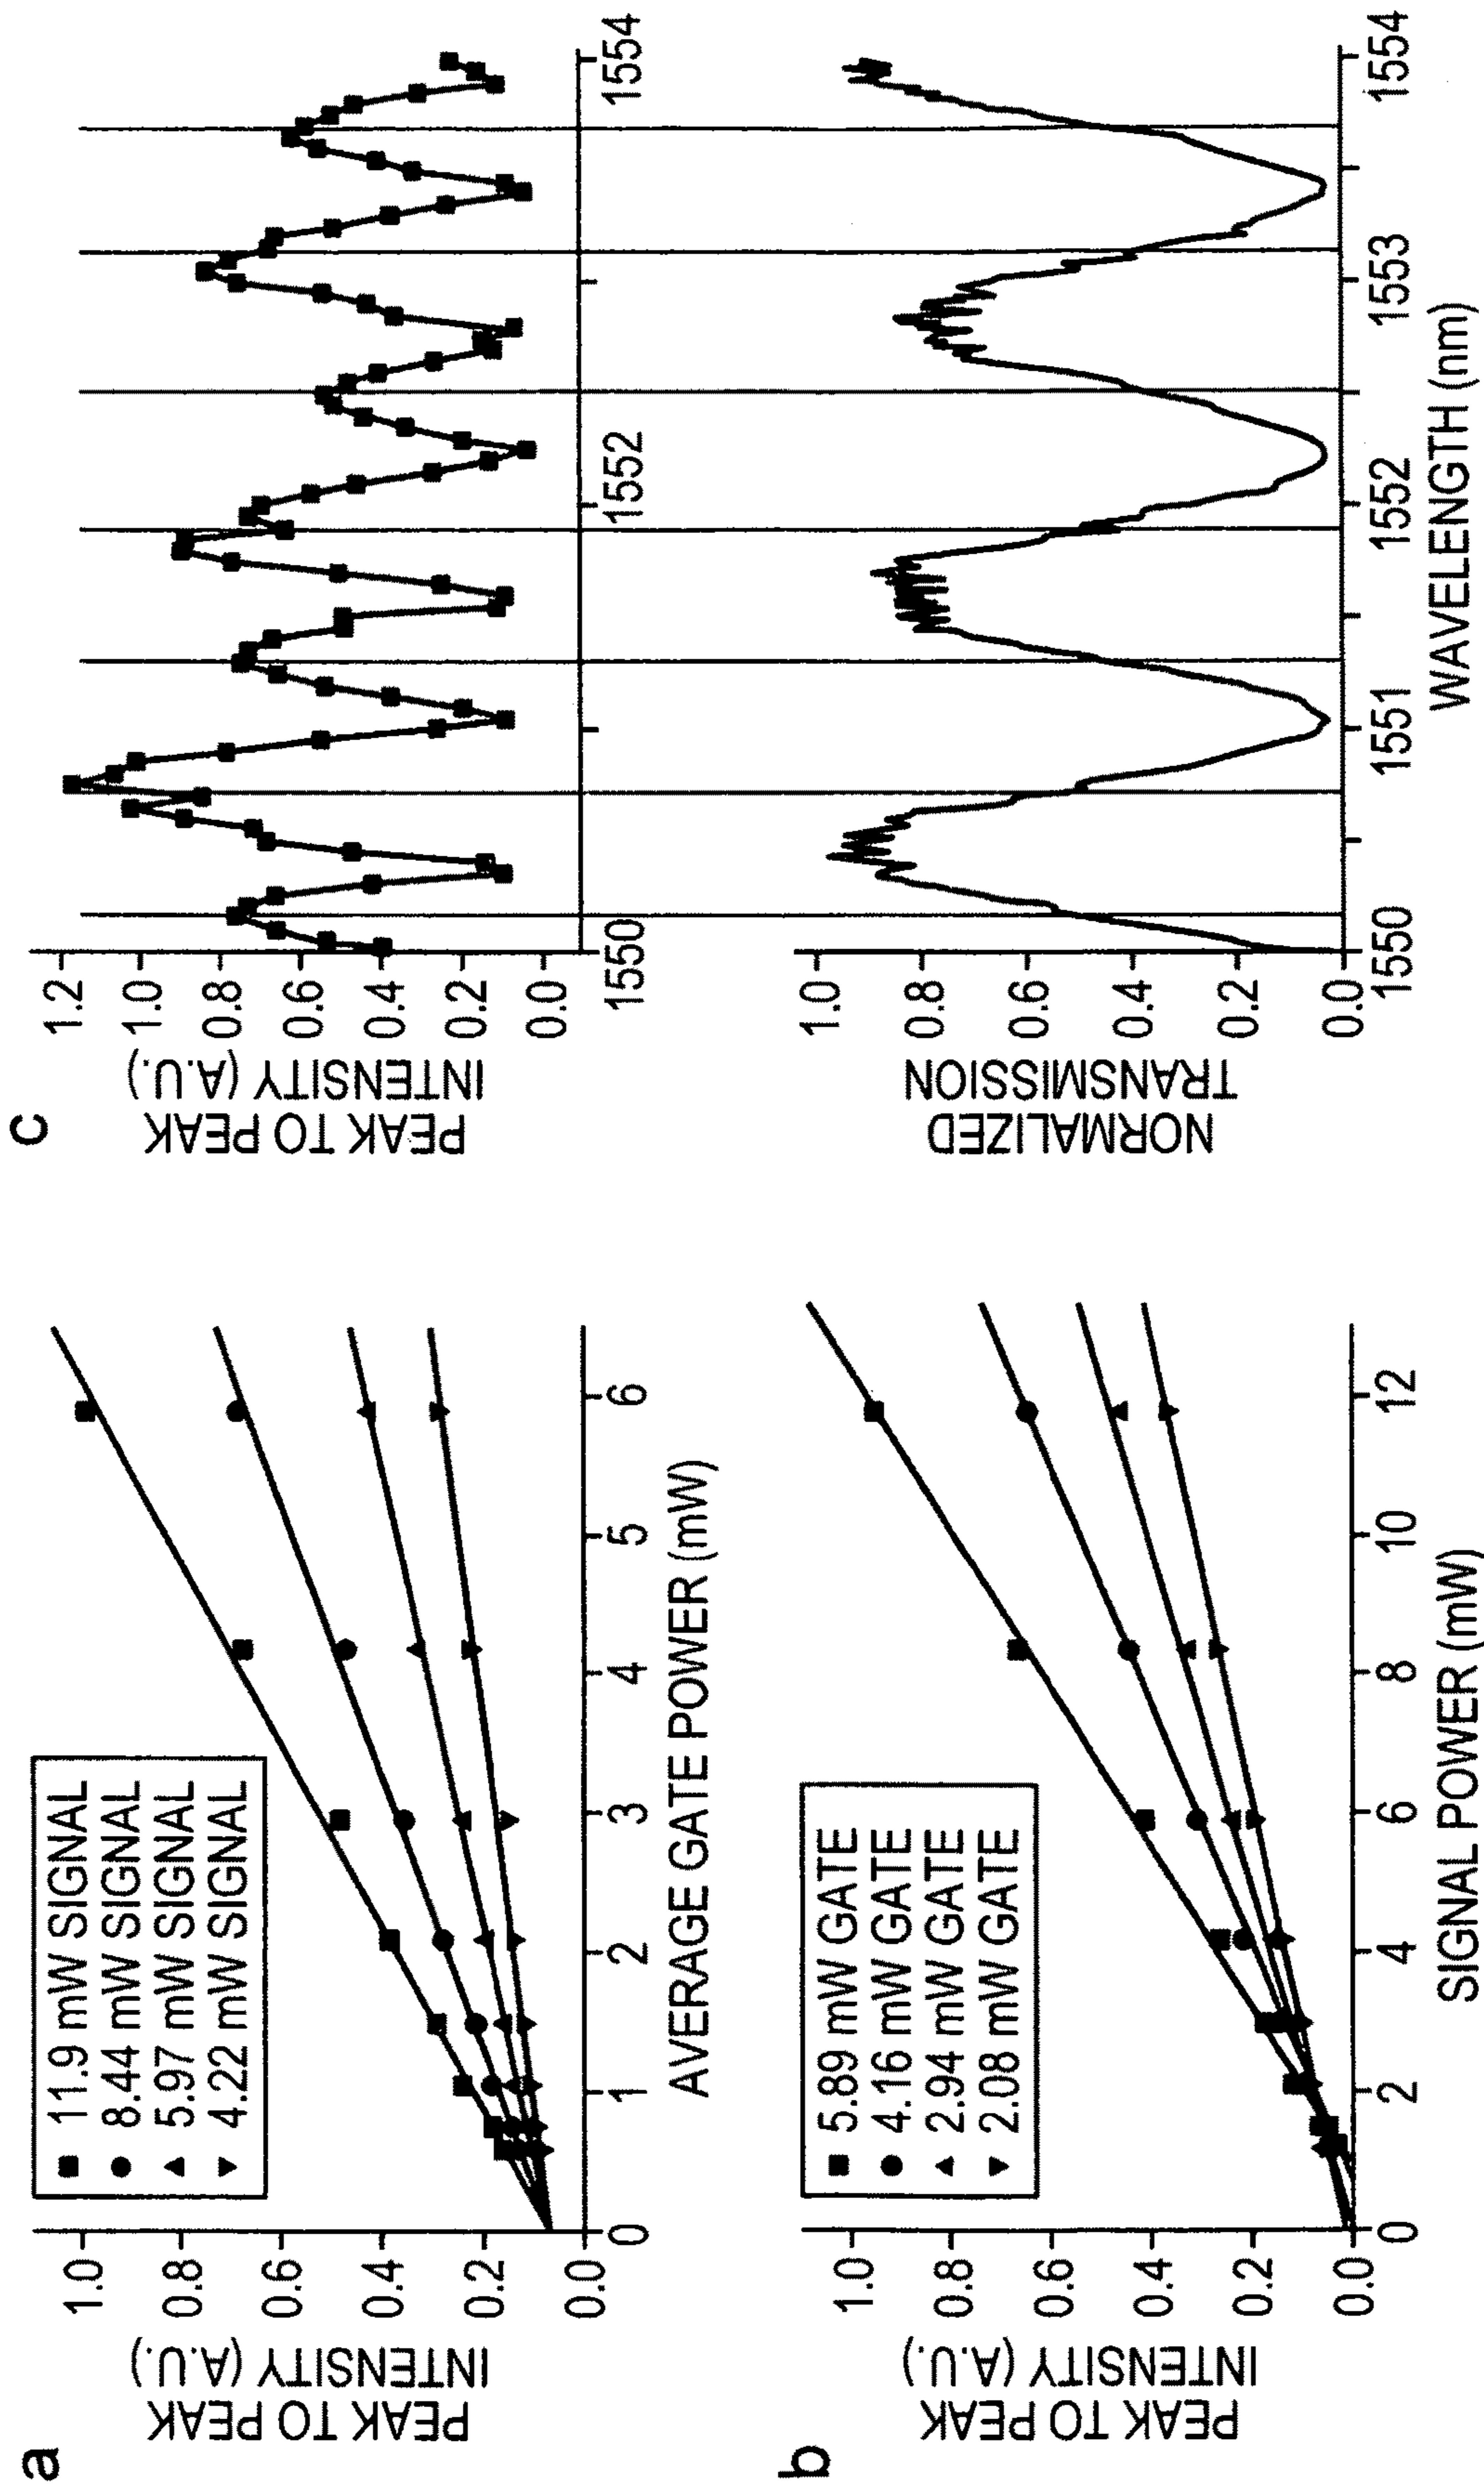 a
PEAK TO PEAK
INTENSITY (A.U.)
1.0
0.8
0.6
0.4
0.2
0.0
11.9 mW SIGNAL
8.44 mW SIGNAL
5.97 mW SIGNAL
4.22 mW SIGNAL
0 1 2 3 4 5 6
AVERAGE GATE POWER (mW)
b
PEAK TO PEAK
INTENSITY (A.U.)
1.0
0.8
0.6
0.4
0.2
0.0
5.89 mW GATE
4.16 mW GATE
2.94 mW GATE
2.08 mW GATE
0 2 4 6 8 10 12
SIGNAL POWER (mW)
c
PEAK TO PEAK
INTENSITY (A.U.)
1.2
1.0
0.8
0.6
0.4
0.2
0.0
1550 1552 1554
NORMALIZED
TRANSMISSION
1.0
0.8
0.6
0.4
0.2
0.0
1550 1551 1552 1553 1554
WAVELENGTH (nm)